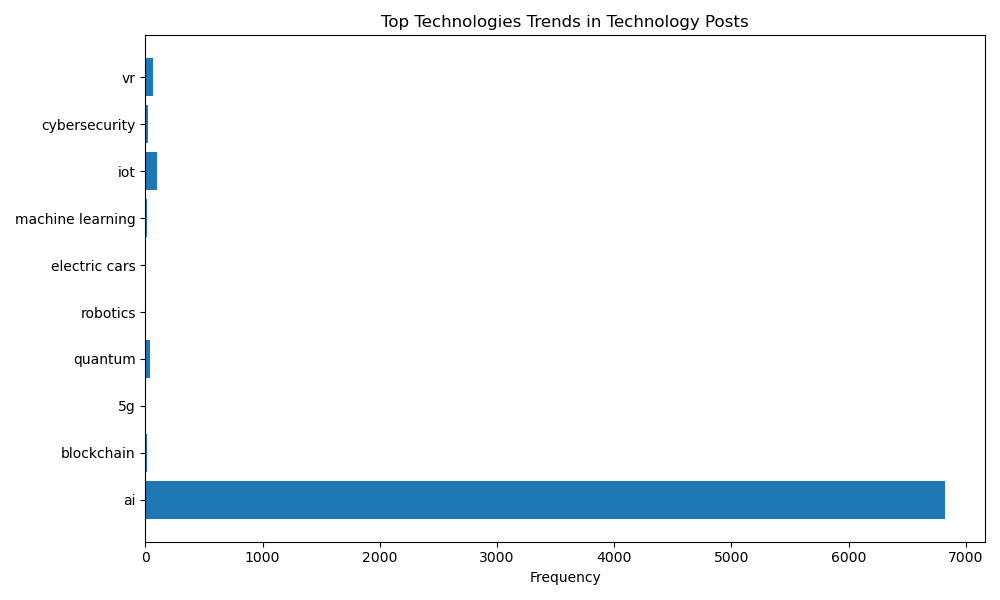 Top Technologies Trends in Technology Posts
vr
cybersecurity
iot
machine learning
electric cars
robotics
quantum
5g
blockchain
ai
0 1000 2000 3000 4000 5000 6000 7000
Frequency